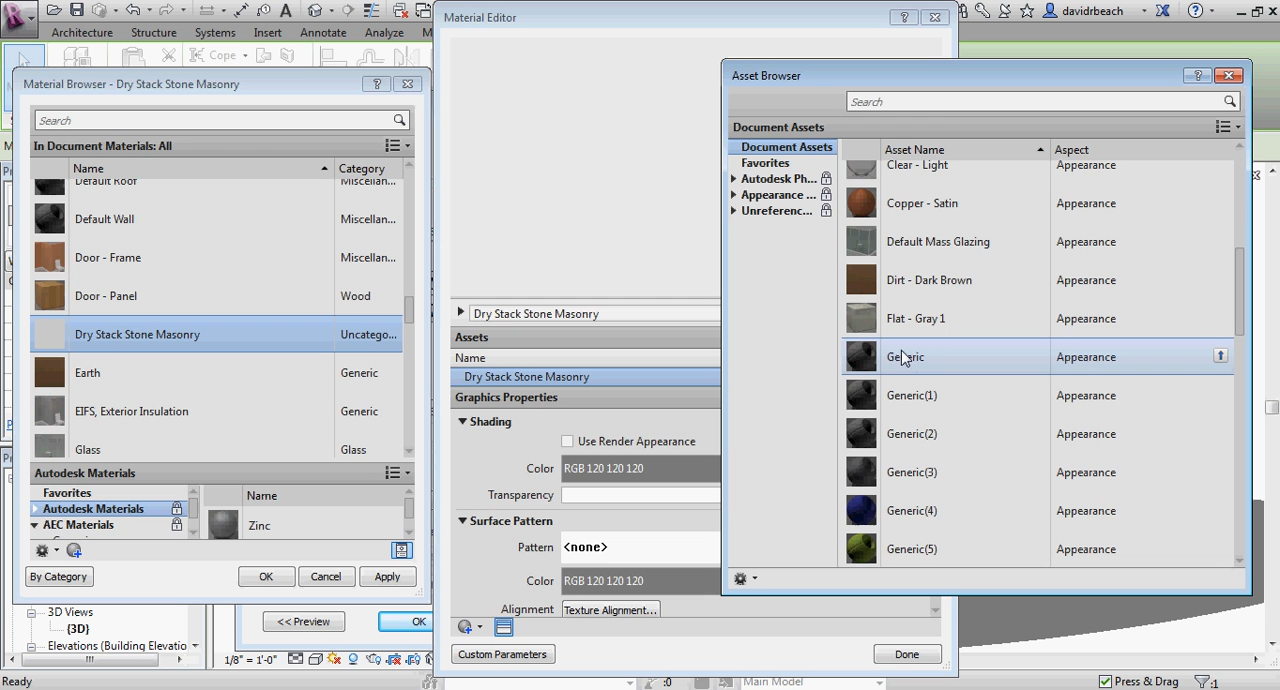 davidrbeach
Architecture Structure Systems Insert Annotate Analyze M
Cope
Material Editor
Dry Stack Stone Masonry
Assets
Name
Dry Stack Stone Masonry
Graphics Properties
Shading
Use Render Appearance
Color RGB 120 120 120
Transparency
Surface Pattern
Pattern <none>
Color RGB 120 120 120
Alignment Texture Alignment...
Custom Parameters
Done
Material Browser - Dry Stack Stone Masonry
Search
In Document Materials: All
Name Category
Default Roof Miscellan...
Default Wall Miscellan...
Door - Frame Miscellan...
Door - Panel Wood
Dry Stack Stone Masonry Uncatego...
Earth Generic
EIFS, Exterior Insulation Generic
Glass Glass
Autodesk Materials
Favorites
Autodesk Materials
AEC Materials
Name
Zinc
By Category
OK
Cancel
Apply
Asset Browser
Search
Document Assets
Document Assets
Favorites
Autodesk Ph...
Appearance ...
Unreferenc...
Asset Name Aspect
Clear - Light Appearance
Copper - Satin Appearance
Default Mass Glazing Appearance
Dirt - Dark Brown Appearance
Flat - Gray 1 Appearance
Generic Appearance
Generic(1) Appearance
Generic(2) Appearance
Generic(3) Appearance
Generic(4) Appearance
Generic(5) Appearance
3D Views
{3D}
Elevations (Building Elevatio
<< Preview
OK
1/8" = 1'-0"
Ready
:0
Main Model
Press & Drag
:1